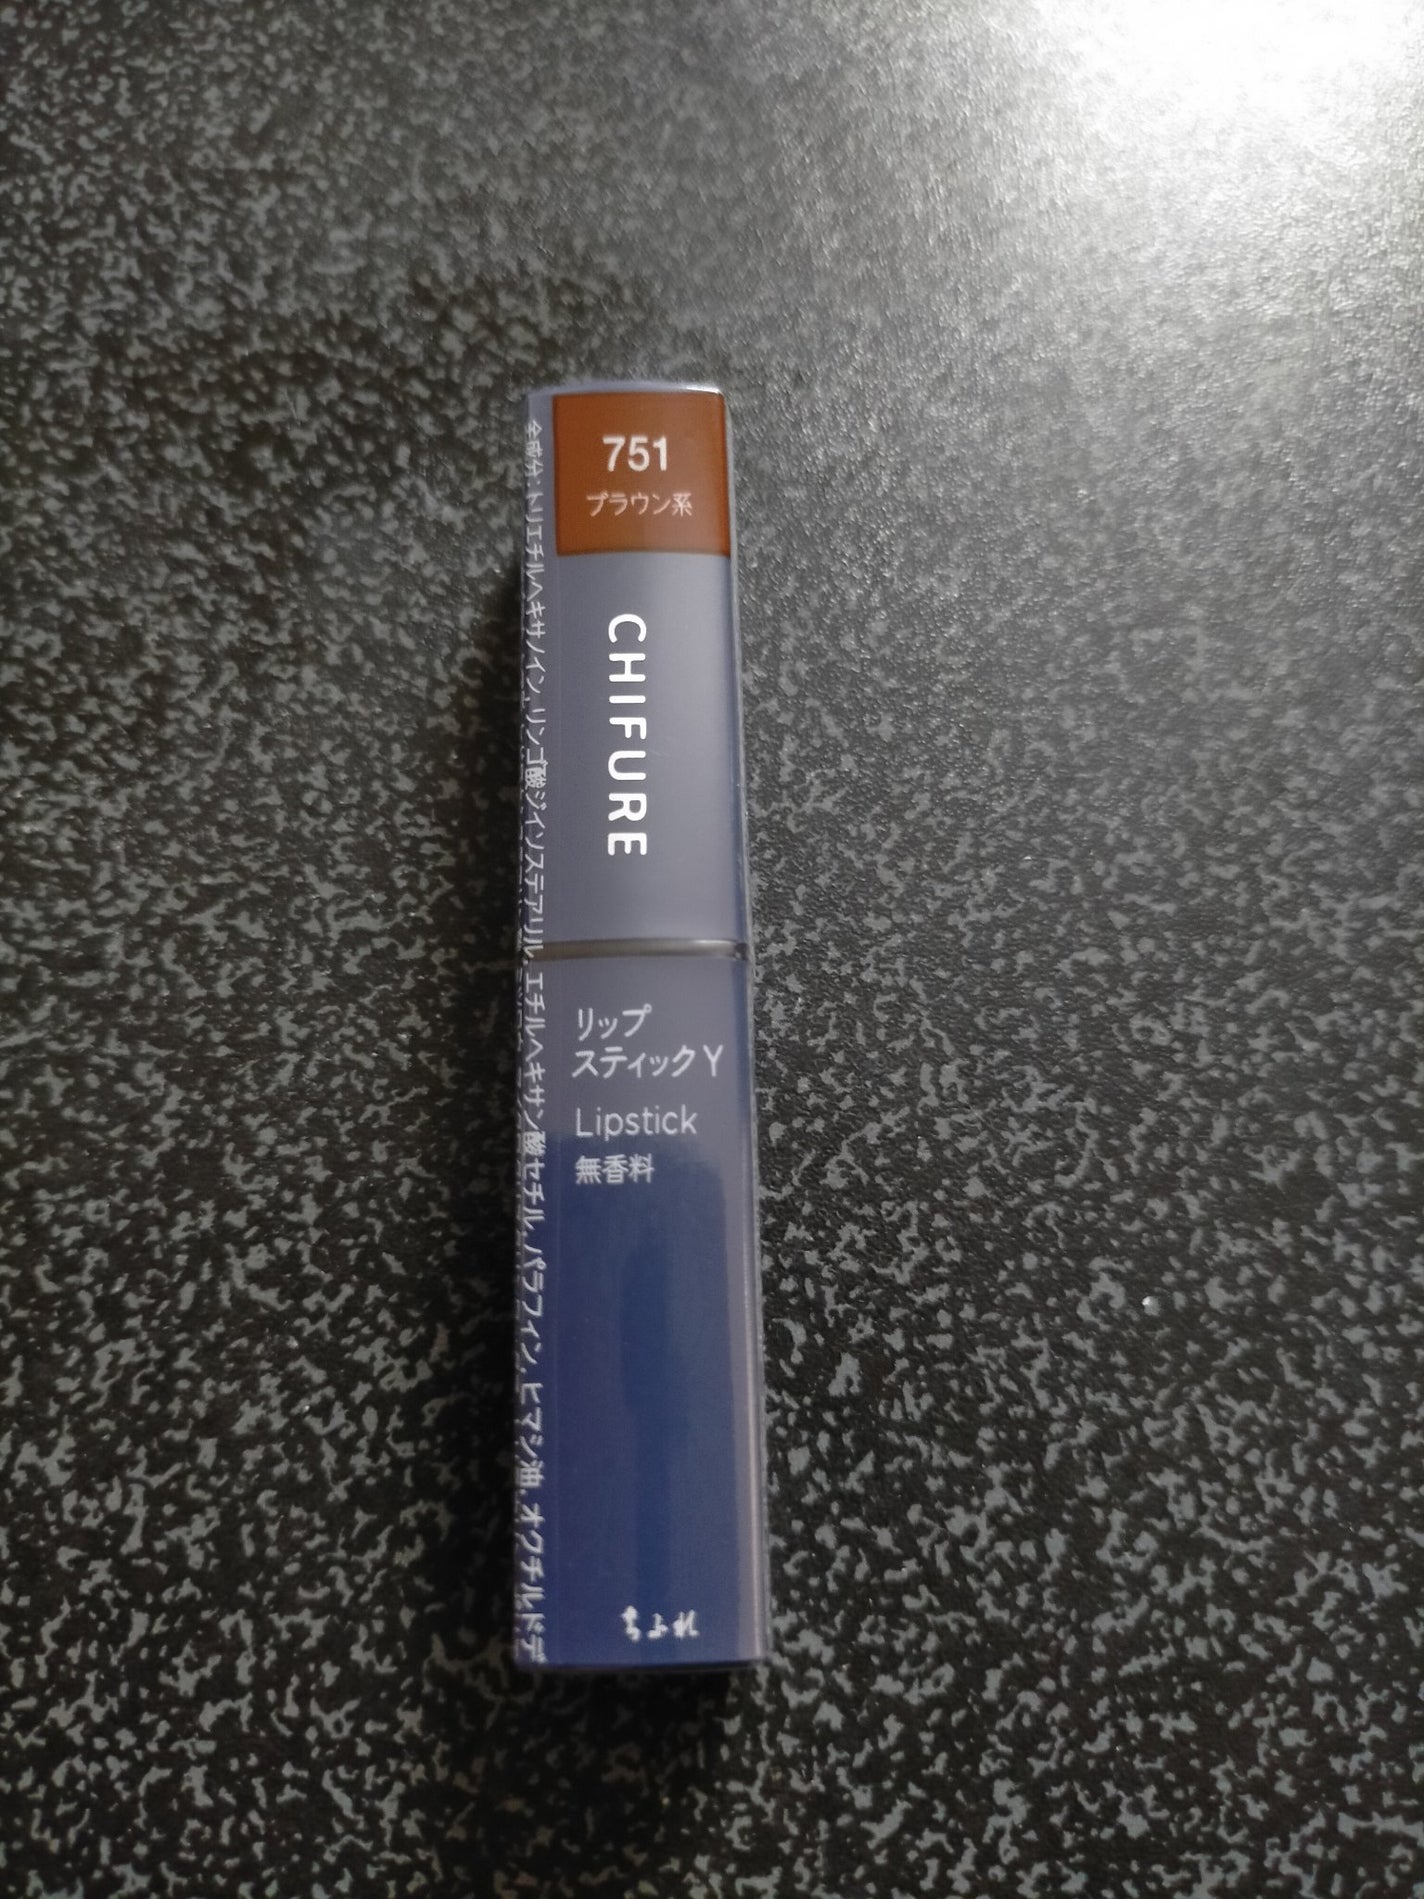 751
ブラウン系
CHIFURE
リップ
スティックY
Lipstick
無香料
ちふれ
全成分:トリエチルヘキサノイン,リンゴ酸ジイソステアリル,エチルヘキサン酸セチル,パラフィン,ヒマシ油,オクチルドデ